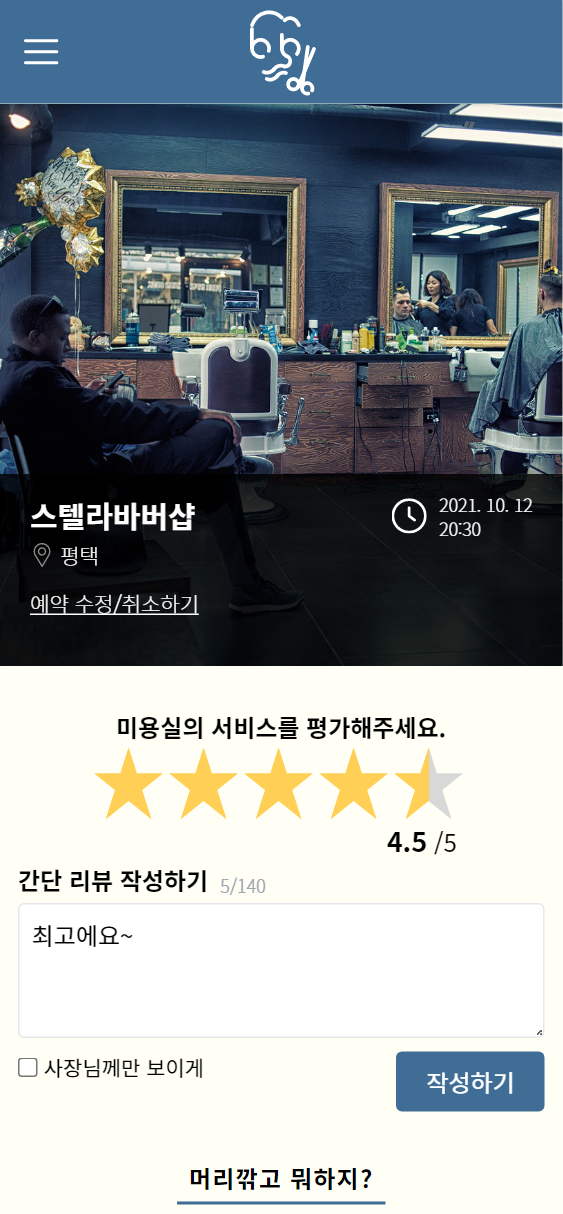 스텔라바버샵
2021. 10. 12
20:30
평택
예약 수정/취소하기
미용실의 서비스를 평가해주세요.
4.5 /5
간단 리뷰 작성하기 5/140
최고에요~
사장님께만 보이게
작성하기
머리깎고 뭐하지?